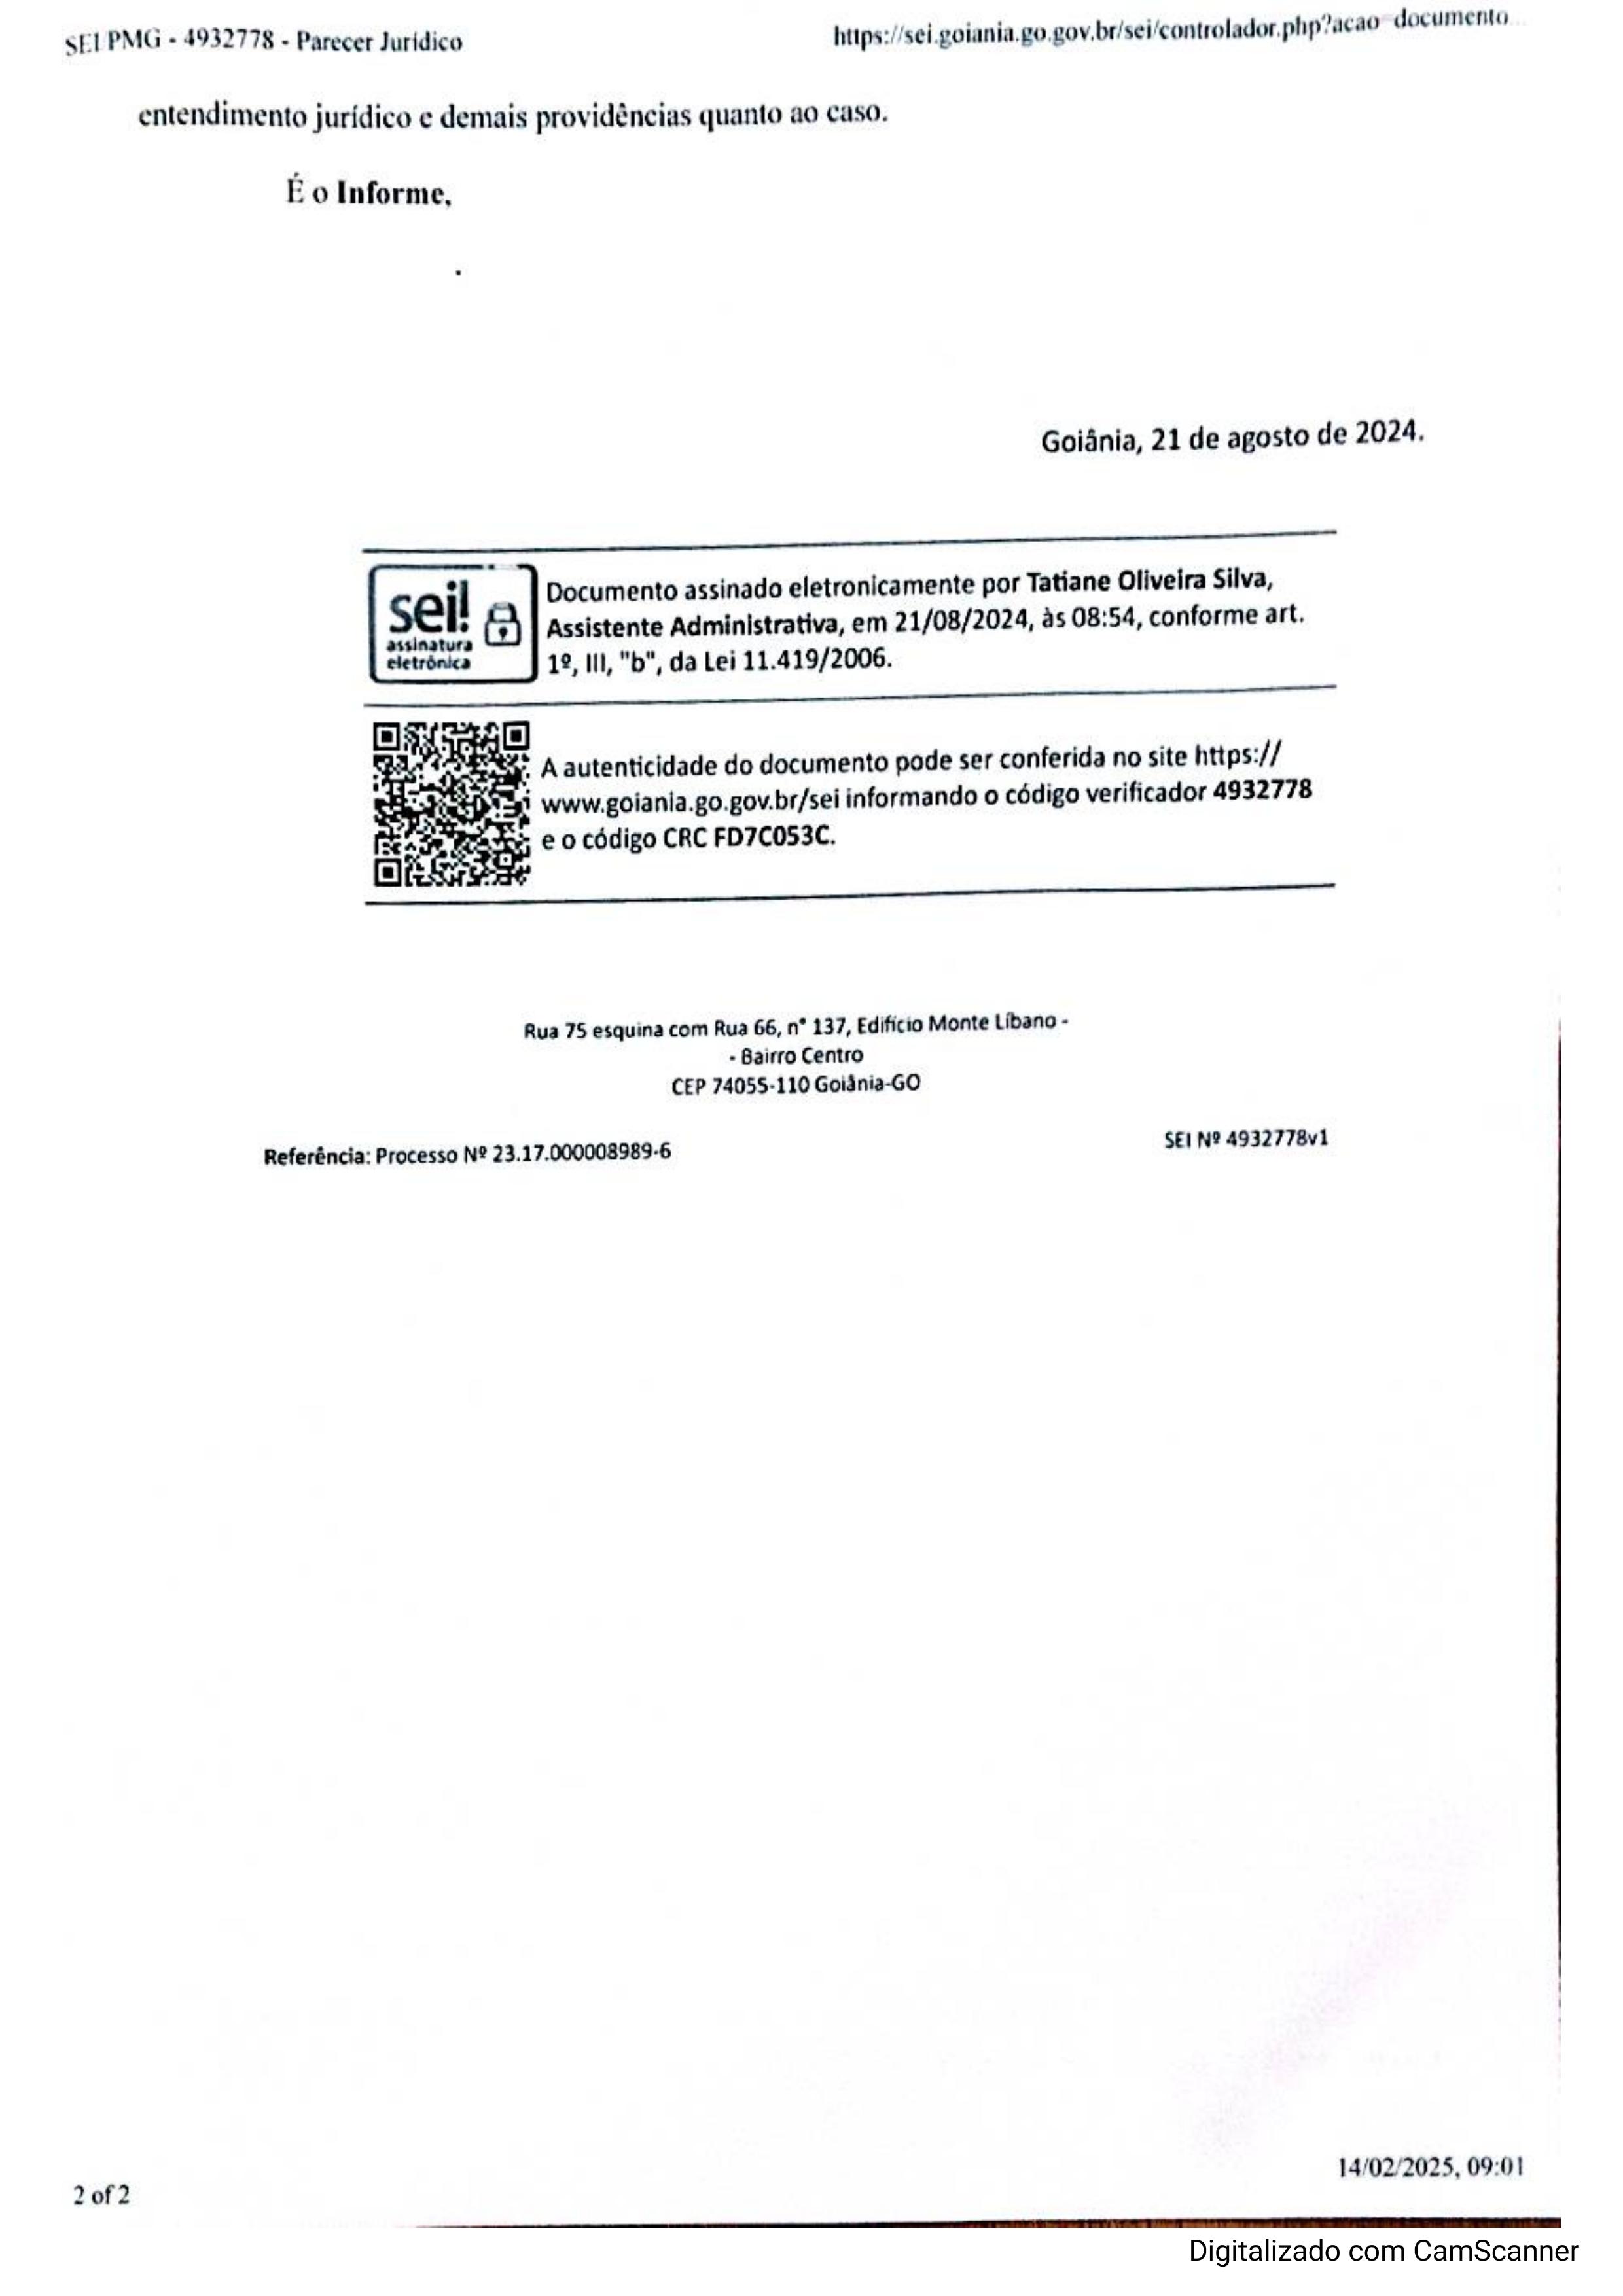 SEI PMG - 4932778 - Parecer Jurídico
https://sei.goiania.go.gov.br/sei/controlador.php?acao=documento...
entendimento jurídico e demais providências quanto ao caso.
É o Informe,
.
Goiânia, 21 de agosto de 2024.
sei!
assinatura
eletrônica
Documento assinado eletronicamente por Tatiane Oliveira Silva,
Assistente Administrativa, em 21/08/2024, às 08:54, conforme art.
1º, III, "b", da Lei 11.419/2006.
A autenticidade do documento pode ser conferida no site https://
www.goiania.go.gov.br/sei informando o código verificador 4932778
e o código CRC FD7C053C.
Rua 75 esquina com Rua 66, n° 137, Edifício Monte Líbano -
- Bairro Centro
CEP 74055-110 Goiânia-GO
Referência: Processo Nº 23.17.000008989-6
SEI Nº 4932778v1
2 of 2
14/02/2025, 09:01
Digitalizado com CamScanner